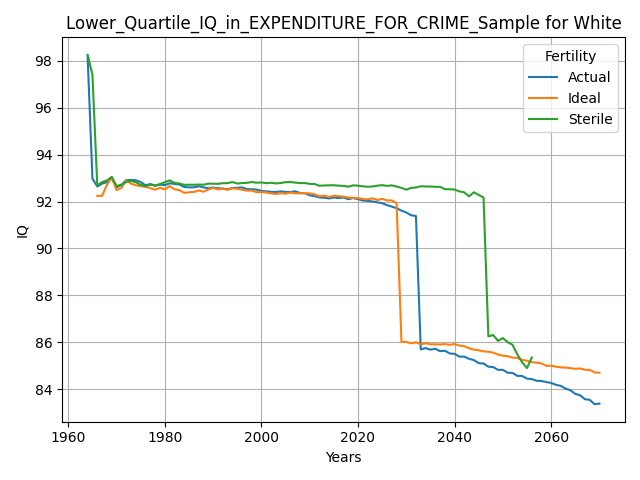 Lower_Quartile_IQ_in_EXPENDITURE_FOR_CRIME_Sample for White
Fertility
Actual
Ideal
Sterile
98
96
94
92
90
88
86
84
IQ
1960
1980
2000
2020
2040
2060
Years